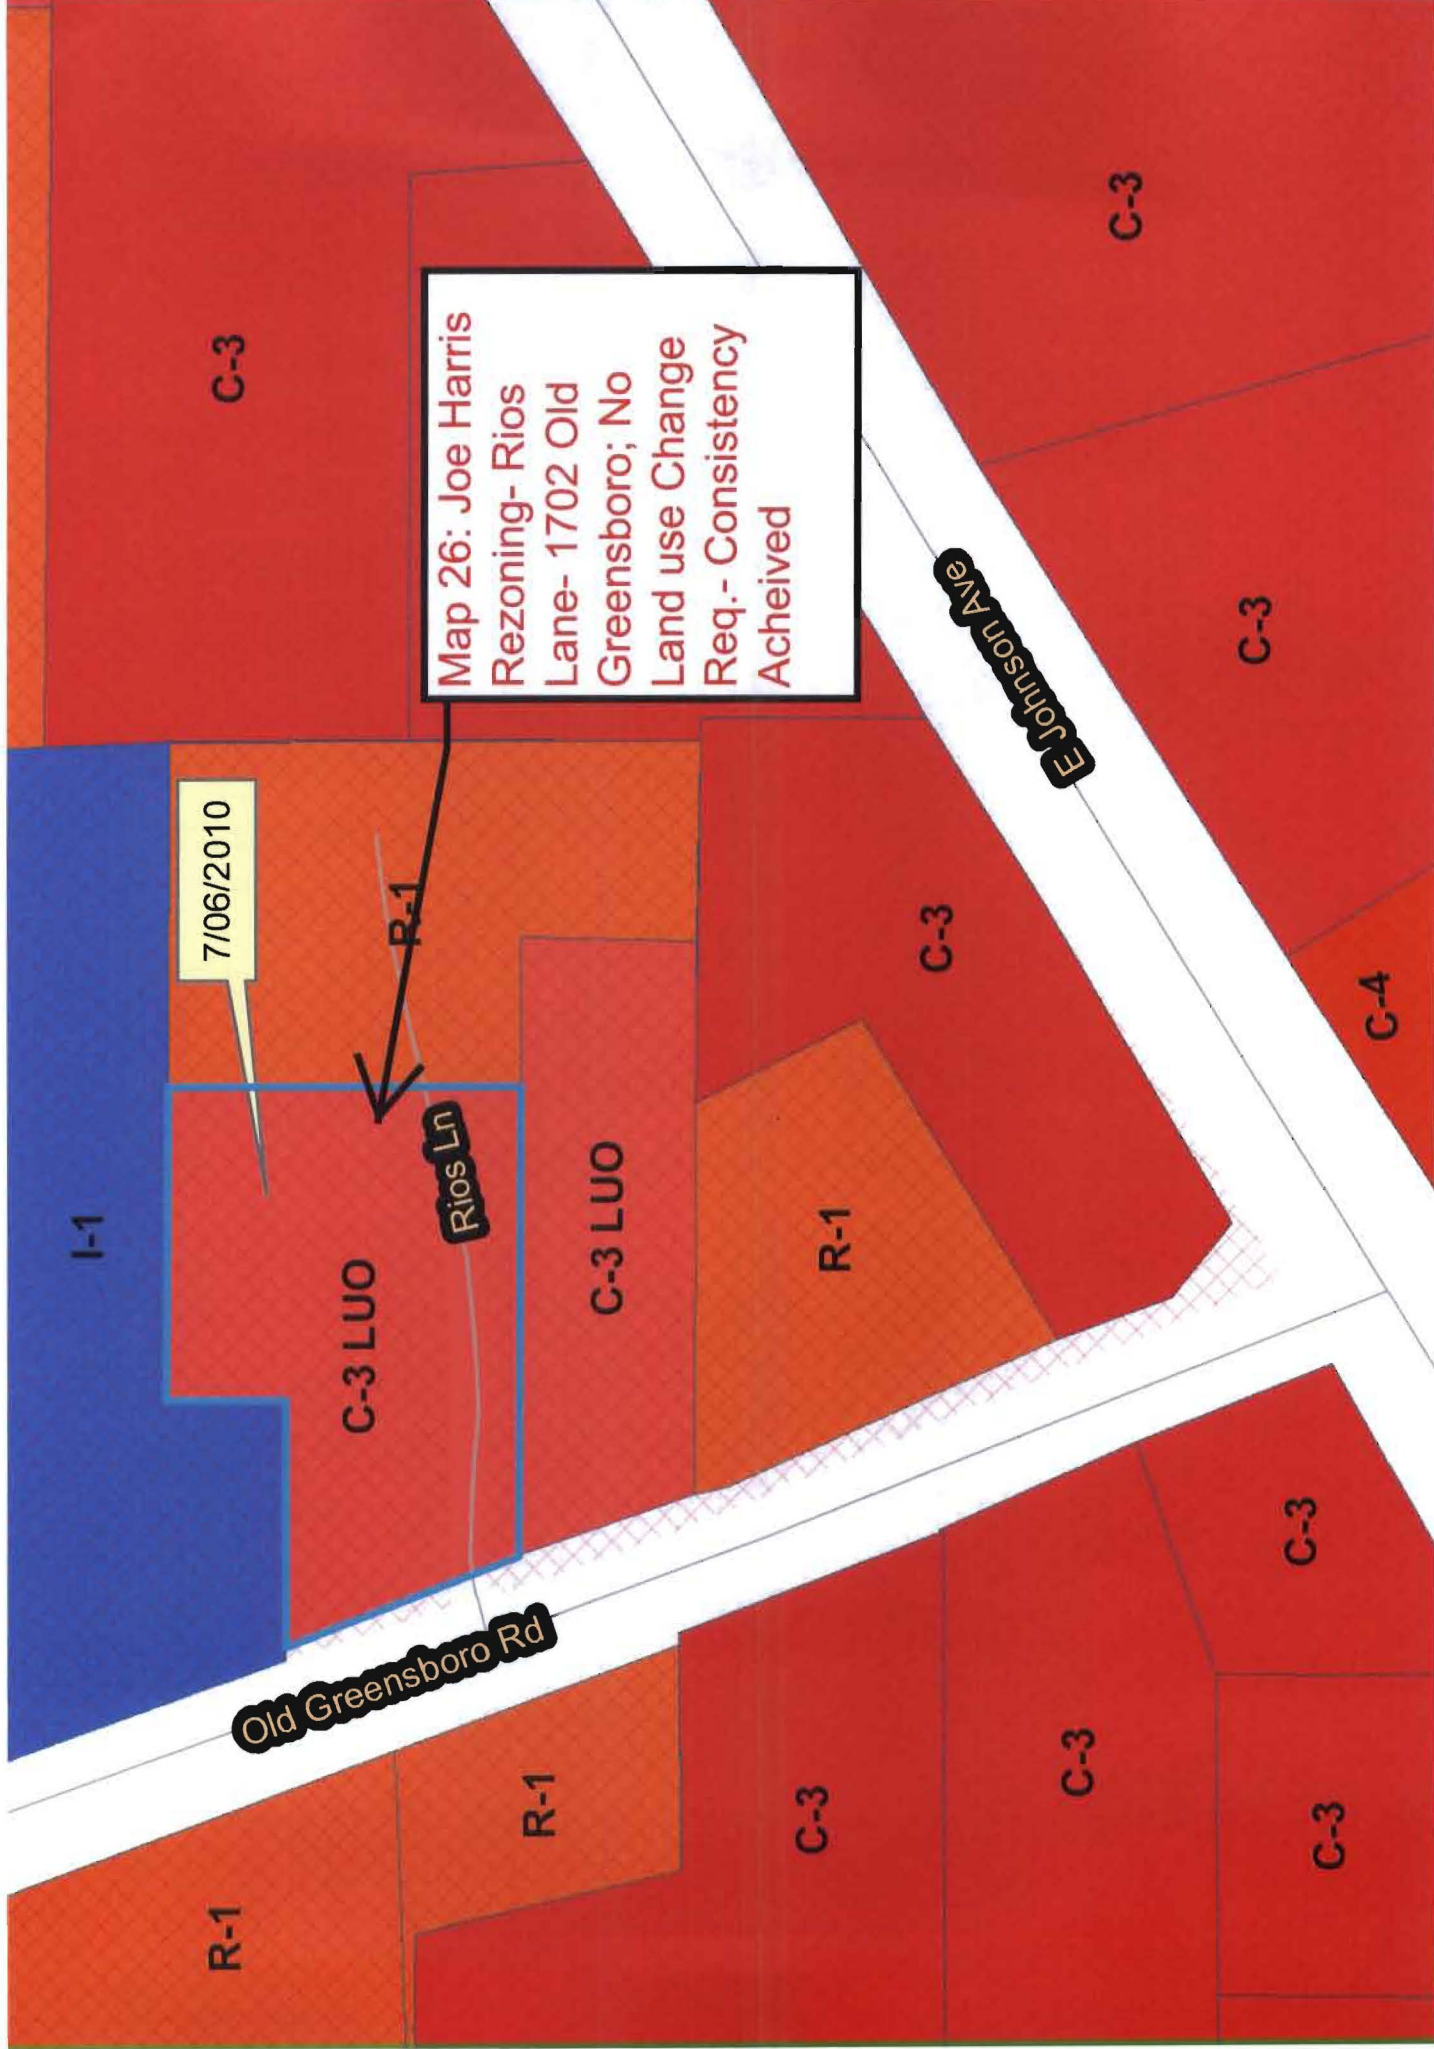 I-1
7/06/2010
C-3
R-1
C-3 LUO
Rios Ln
Map 26: Joe Harris
Rezoning- Rios
Lane- 1702 Old
Greensboro; No
Land use Change
Req.- Consistency
Acheived
R-1
Old Greensboro Rd
R-1
C-3 LUO
R-1
C-3
E Johnson Ave
C-3
C-3
C-3
C-3
C-3
C-3
C-4